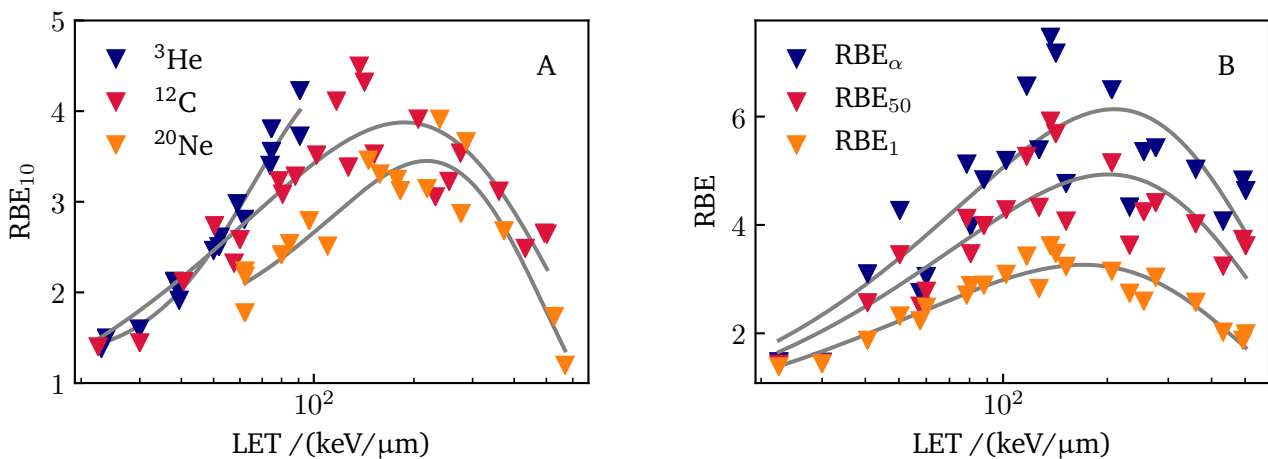 5
4
3
2
1
RBE₁₀
³He
¹²C
²⁰Ne
A
10²
LET /(keV/μm)
6
4
2
RBE
RBEα
RBE₅₀
RBE₁
B
10²
LET /(keV/μm)